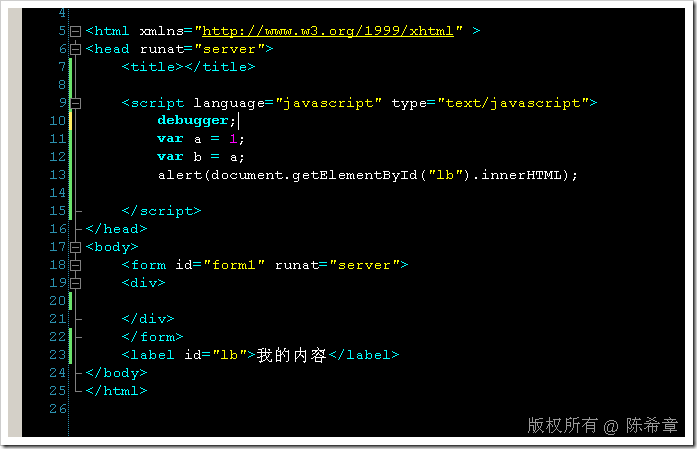 4
5 <html xmlns="http://www.w3.org/1999/xhtml" >
6 <head runat="server">
7 <title></title>
8
9 <script language="javascript" type="text/javascript">
10 debugger;
11 var a = 1;
12 var b = a;
13 alert(document.getElementById("lb").innerHTML);
14
15 </script>
16 </head>
17 <body>
18 <form id="form1" runat="server">
19 <div>
20
21 </div>
22 </form>
23 <label id="lb">我的内容</label>
24 </body>
25 </html>
26
版权所有 @ 陈希章